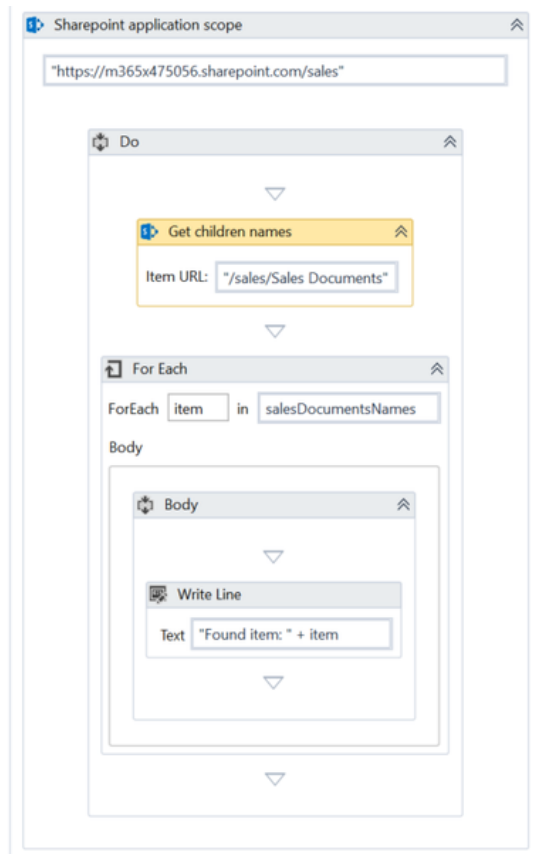 Sharepoint application scope
"https://m365x475056.sharepoint.com/sales"
Do
Get children names
Item URL: "/sales/Sales Documents"
For Each
ForEach item in salesDocumentsNames
Body
Body
Write Line
Text "Found item: " + item